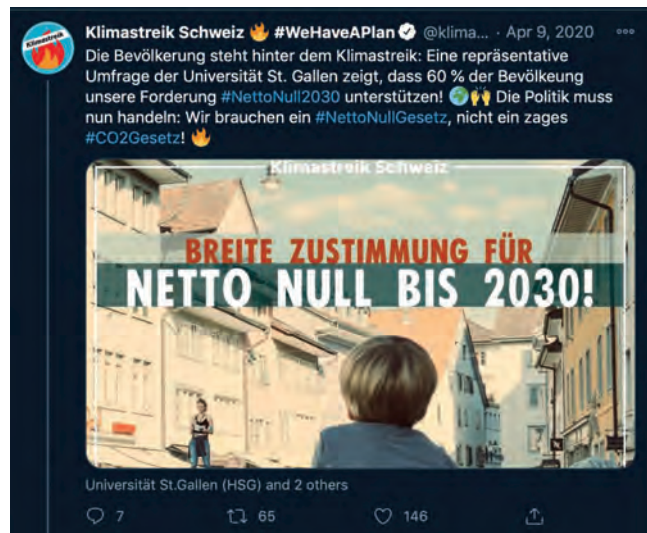 Klimastreik
Klimastreik Schweiz 🔥 #WeHaveAPlan @klima... · Apr 9, 2020
Die Bevölkerung steht hinter dem Klimastreik: Eine repräsentative
Umfrage der Universität St. Gallen zeigt, dass 60 % der Bevölkeung
unsere Forderung #NettoNull2030 unterstützen! 🌍🙌 Die Politik muss
nun handeln: Wir brauchen ein #NettoNullGesetz, nicht ein zages
#CO2Gesetz! 🔥
Klimastreik Schweiz
BREITE ZUSTIMMUNG FÜR
NETTO NULL BIS 2030!
Universität St.Gallen (HSG) and 2 others
7 65 146